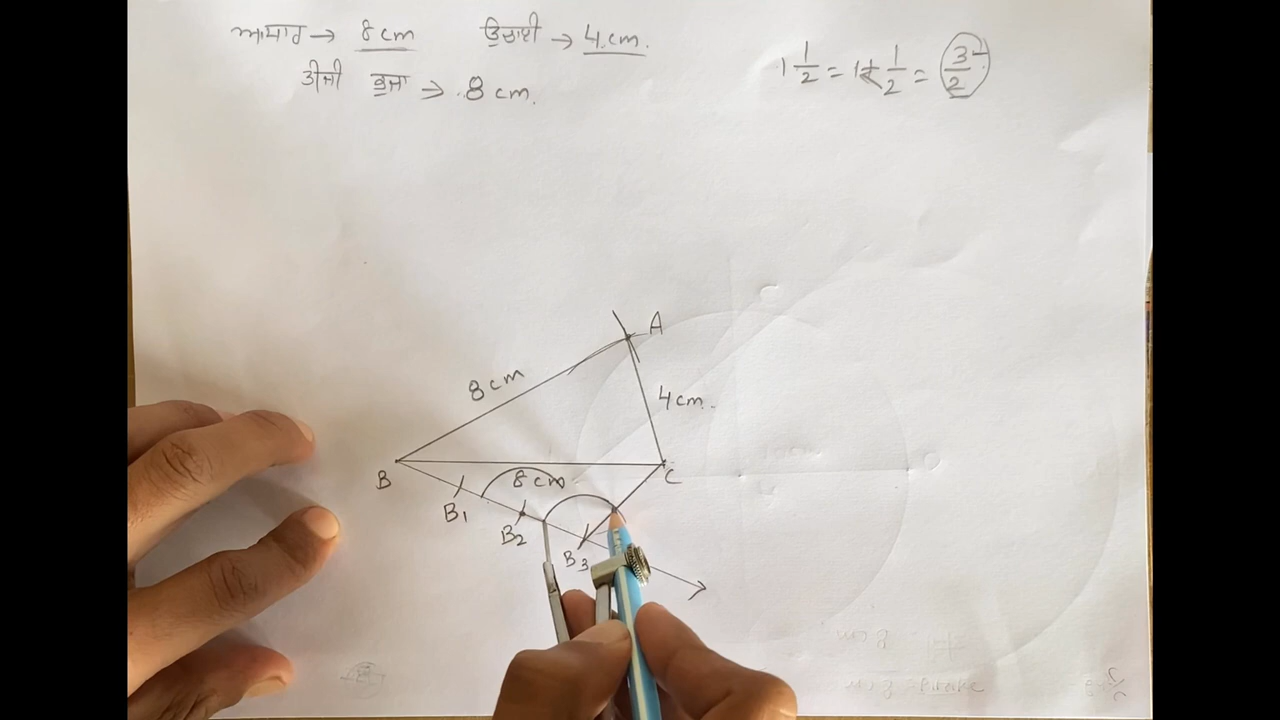 ਆਧਾਰ → 8 cm ਉਚਾਈ → 4 cm.
ਤੀਜੀ ਭੁਜਾ → 8 cm.
1 1/2 = 1+ 1/2 = 3/2
A
8 cm
4 cm.
B
8 cm
C
B1
B2
B3